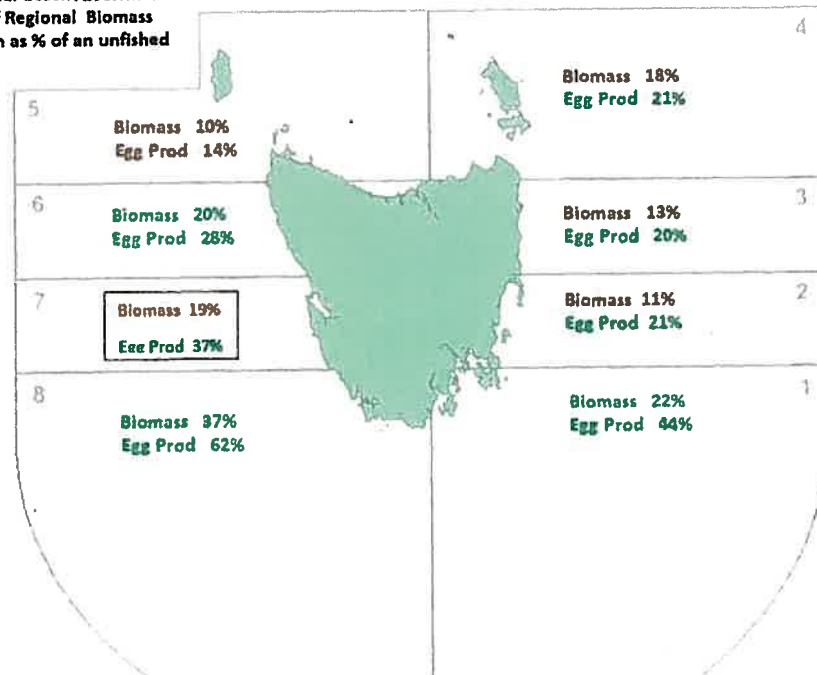 Regional Biomass
as % of an unfished
4
Biomass 18%
Egg Prod 21%
5
Biomass 10%
Egg Prod 14%
6
Biomass 20%
Egg Prod 28%
3
Biomass 13%
Egg Prod 20%
7
Biomass 19%
Egg Prod 37%
2
Biomass 11%
Egg Prod 21%
8
Biomass 37%
Egg Prod 62%
1
Biomass 22%
Egg Prod 44%